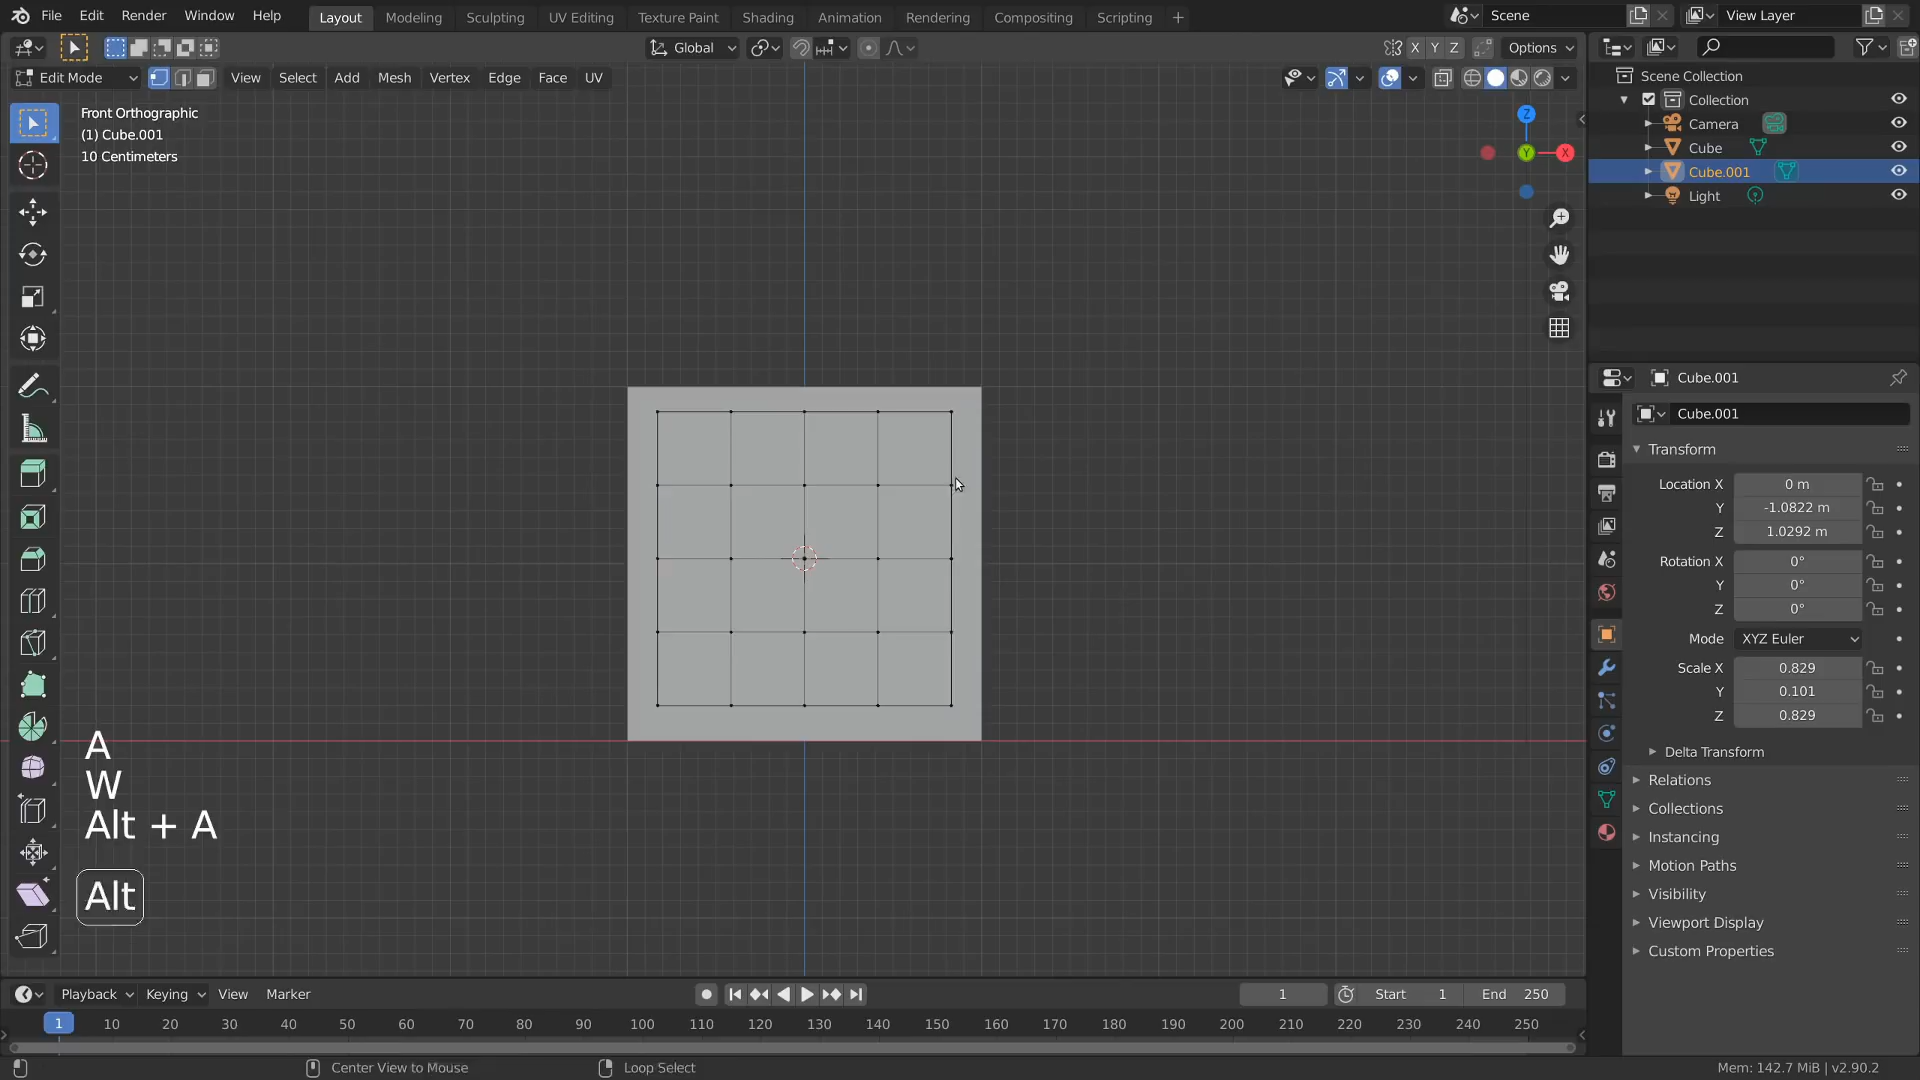 File Edit Render Window Help Layout Modeling Sculpting UV Editing Texture Paint Shading Animation Rendering Compositing Scripting + Scene View Layer
Global Options X Y Z
Edit Mode View Select Add Mesh Vertex Edge Face UV
Front Orthographic
(1) Cube.001
10 Centimeters
Z
Y
X
Scene Collection
Collection
Camera
Cube
Cube.001
Light
Cube.001
Cube.001
Transform
Location X 0 m
Y -1.0822 m
Z 1.0292 m
Rotation X 0°
Y 0°
Z 0°
Mode XYZ Euler
Scale X 0.829
Y 0.101
Z 0.829
Delta Transform
Relations
Collections
Instancing
Motion Paths
Visibility
Viewport Display
Custom Properties
A
W
Alt + A
Alt
Playback Keying View Marker 1 Start 1 End 250
1 10 20 30 40 50 60 70 80 90 100 110 120 130 140 150 160 170 180 190 200 210 220 230 240 250
Center View to Mouse Loop Select Mem: 142.7 MiB | v2.90.2